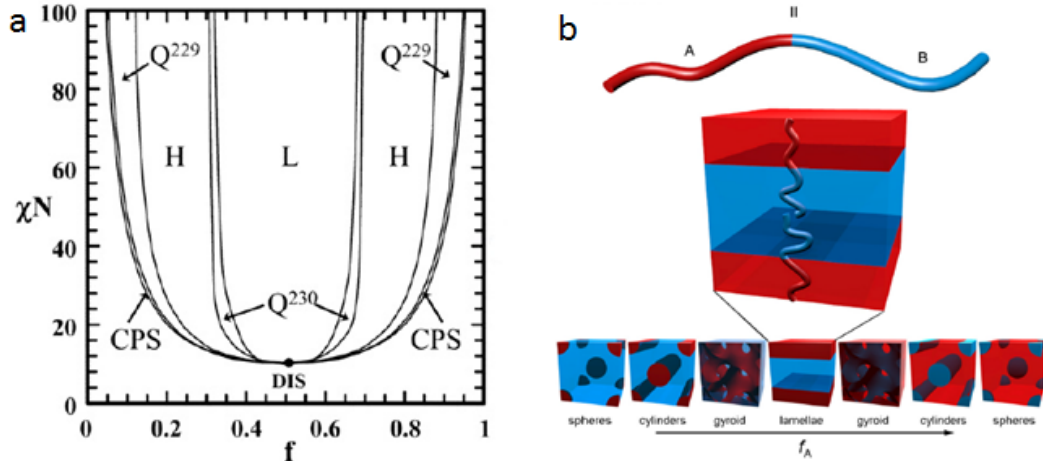 a
100
80
60
40
20
0
χN
Q²²⁹
Q²²⁹
H
L
H
Q²³⁰
CPS
CPS
DIS
0
0.2
0.4
0.6
0.8
1
f
b
II
A
B
spheres
cylinders
gyroid
lamellae
gyroid
cylinders
spheres
fA